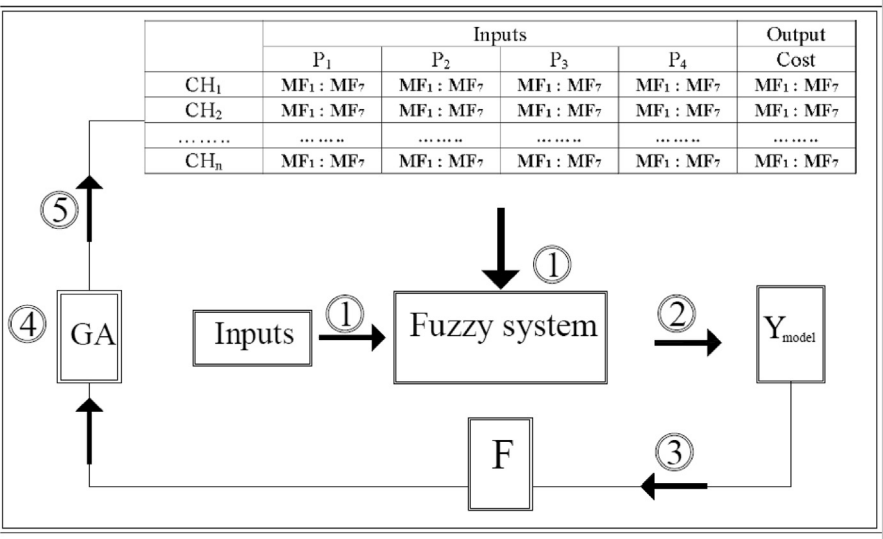 Inputs Output
P₁ P₂ P₃ P₄ Cost
CH₁ MF₁ : MF₇ MF₁ : MF₇ MF₁ : MF₇ MF₁ : MF₇ MF₁ : MF₇
CH₂ MF₁ : MF₇ MF₁ : MF₇ MF₁ : MF₇ MF₁ : MF₇ MF₁ : MF₇
........ ........ ........ ........ ........ ........
CHₙ MF₁ : MF₇ MF₁ : MF₇ MF₁ : MF₇ MF₁ : MF₇ MF₁ : MF₇
5
1
4 GA Inputs 1 Fuzzy system 2 Y model
F 3